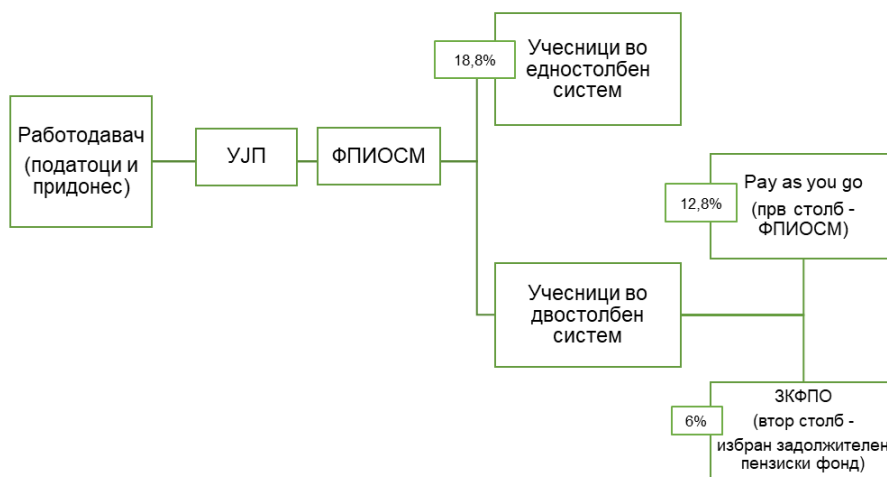 Работодавач
(податоци и
придонес)
УЈП
ФПИОСМ
18,8%
Учесници во
едностолбен
систем
Учесници во
двостолбен
систем
12,8%
Pay as you go
(прв столб -
ФПИОСМ)
6%
ЗКФПО
(втор столб -
избран задолжителен
пензиски фонд)